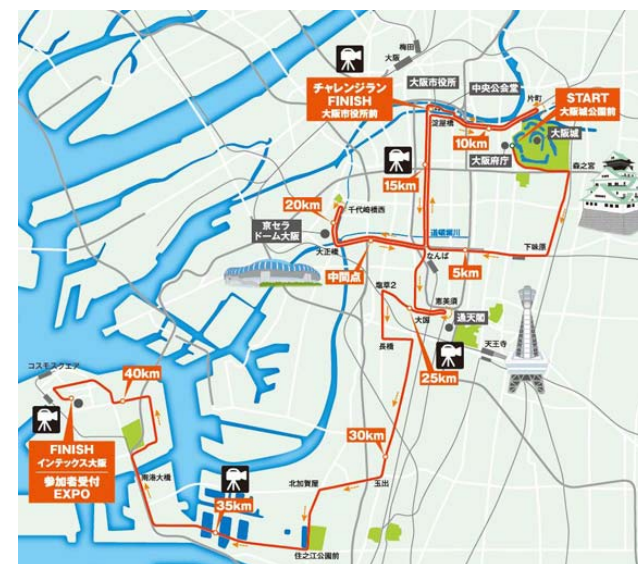 梅田
大阪
大阪市役所
中央公会堂
片町
チャレンジラン
FINISH
大阪市役所前
START
大阪城公園前
淀屋橋
10km
大阪城
大阪府庁
森之宮
15km
20km
千代崎橋西
京セラ
ドーム大阪
道頓堀川
大正橋
なんば
下味原
中間点
5km
塩草2
恵美須
大国
通天閣
長橋
天王寺
25km
コスモスクエア
40km
30km
FINISH
インテックス大阪
参加者受付
EXPO
南港大橋
北加賀屋
玉出
35km
住之江公園前